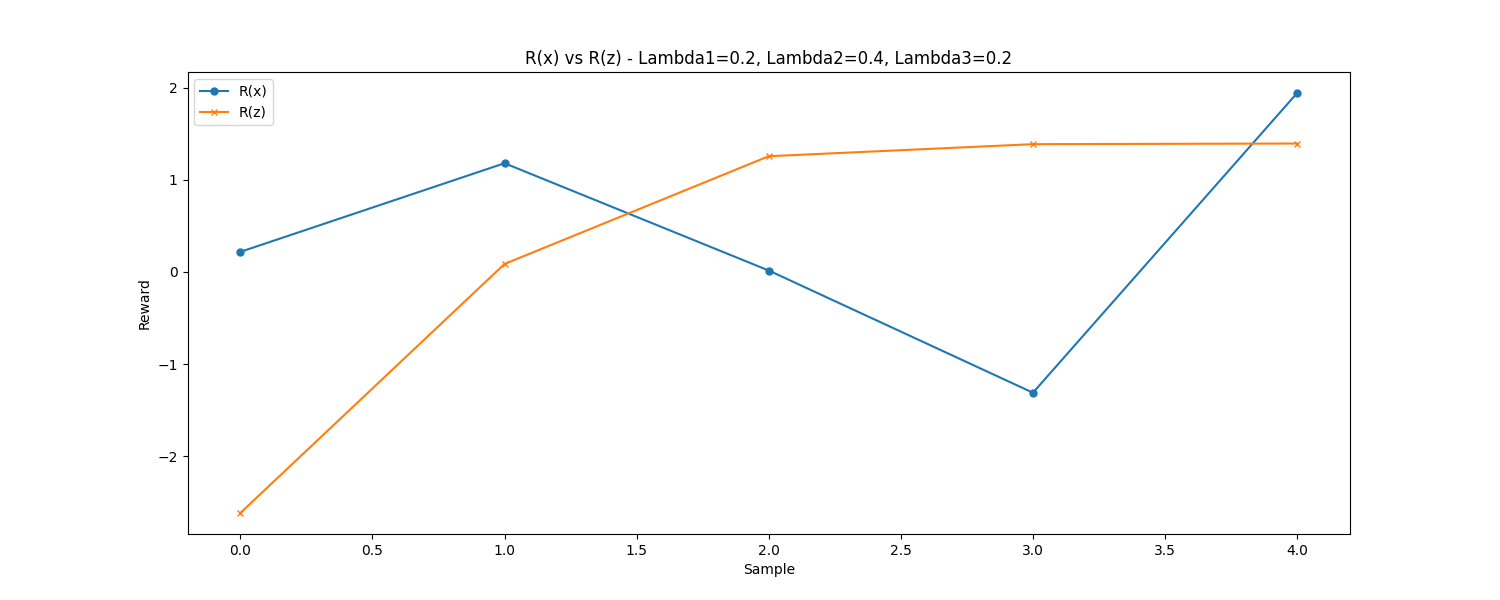 R(x) vs R(z) - Lambda1=0.2, Lambda2=0.4, Lambda3=0.2
R(x)
R(z)
2
1
0
−1
−2
Reward
0.0 0.5 1.0 1.5 2.0 2.5 3.0 3.5 4.0
Sample